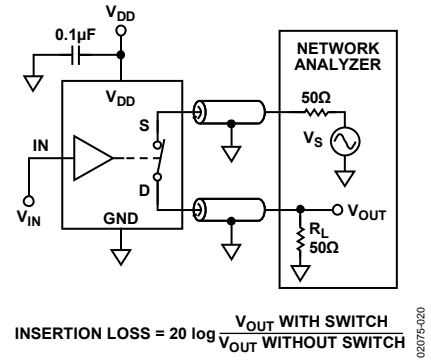 V_DD
0.1µF
NETWORK
ANALYZER
V_DD
50Ω
S
V_S
IN
D
V_OUT
V_IN
GND
R_L
50Ω
INSERTION LOSS = 20 log V_OUT WITH SWITCH
V_OUT WITHOUT SWITCH
02075-020